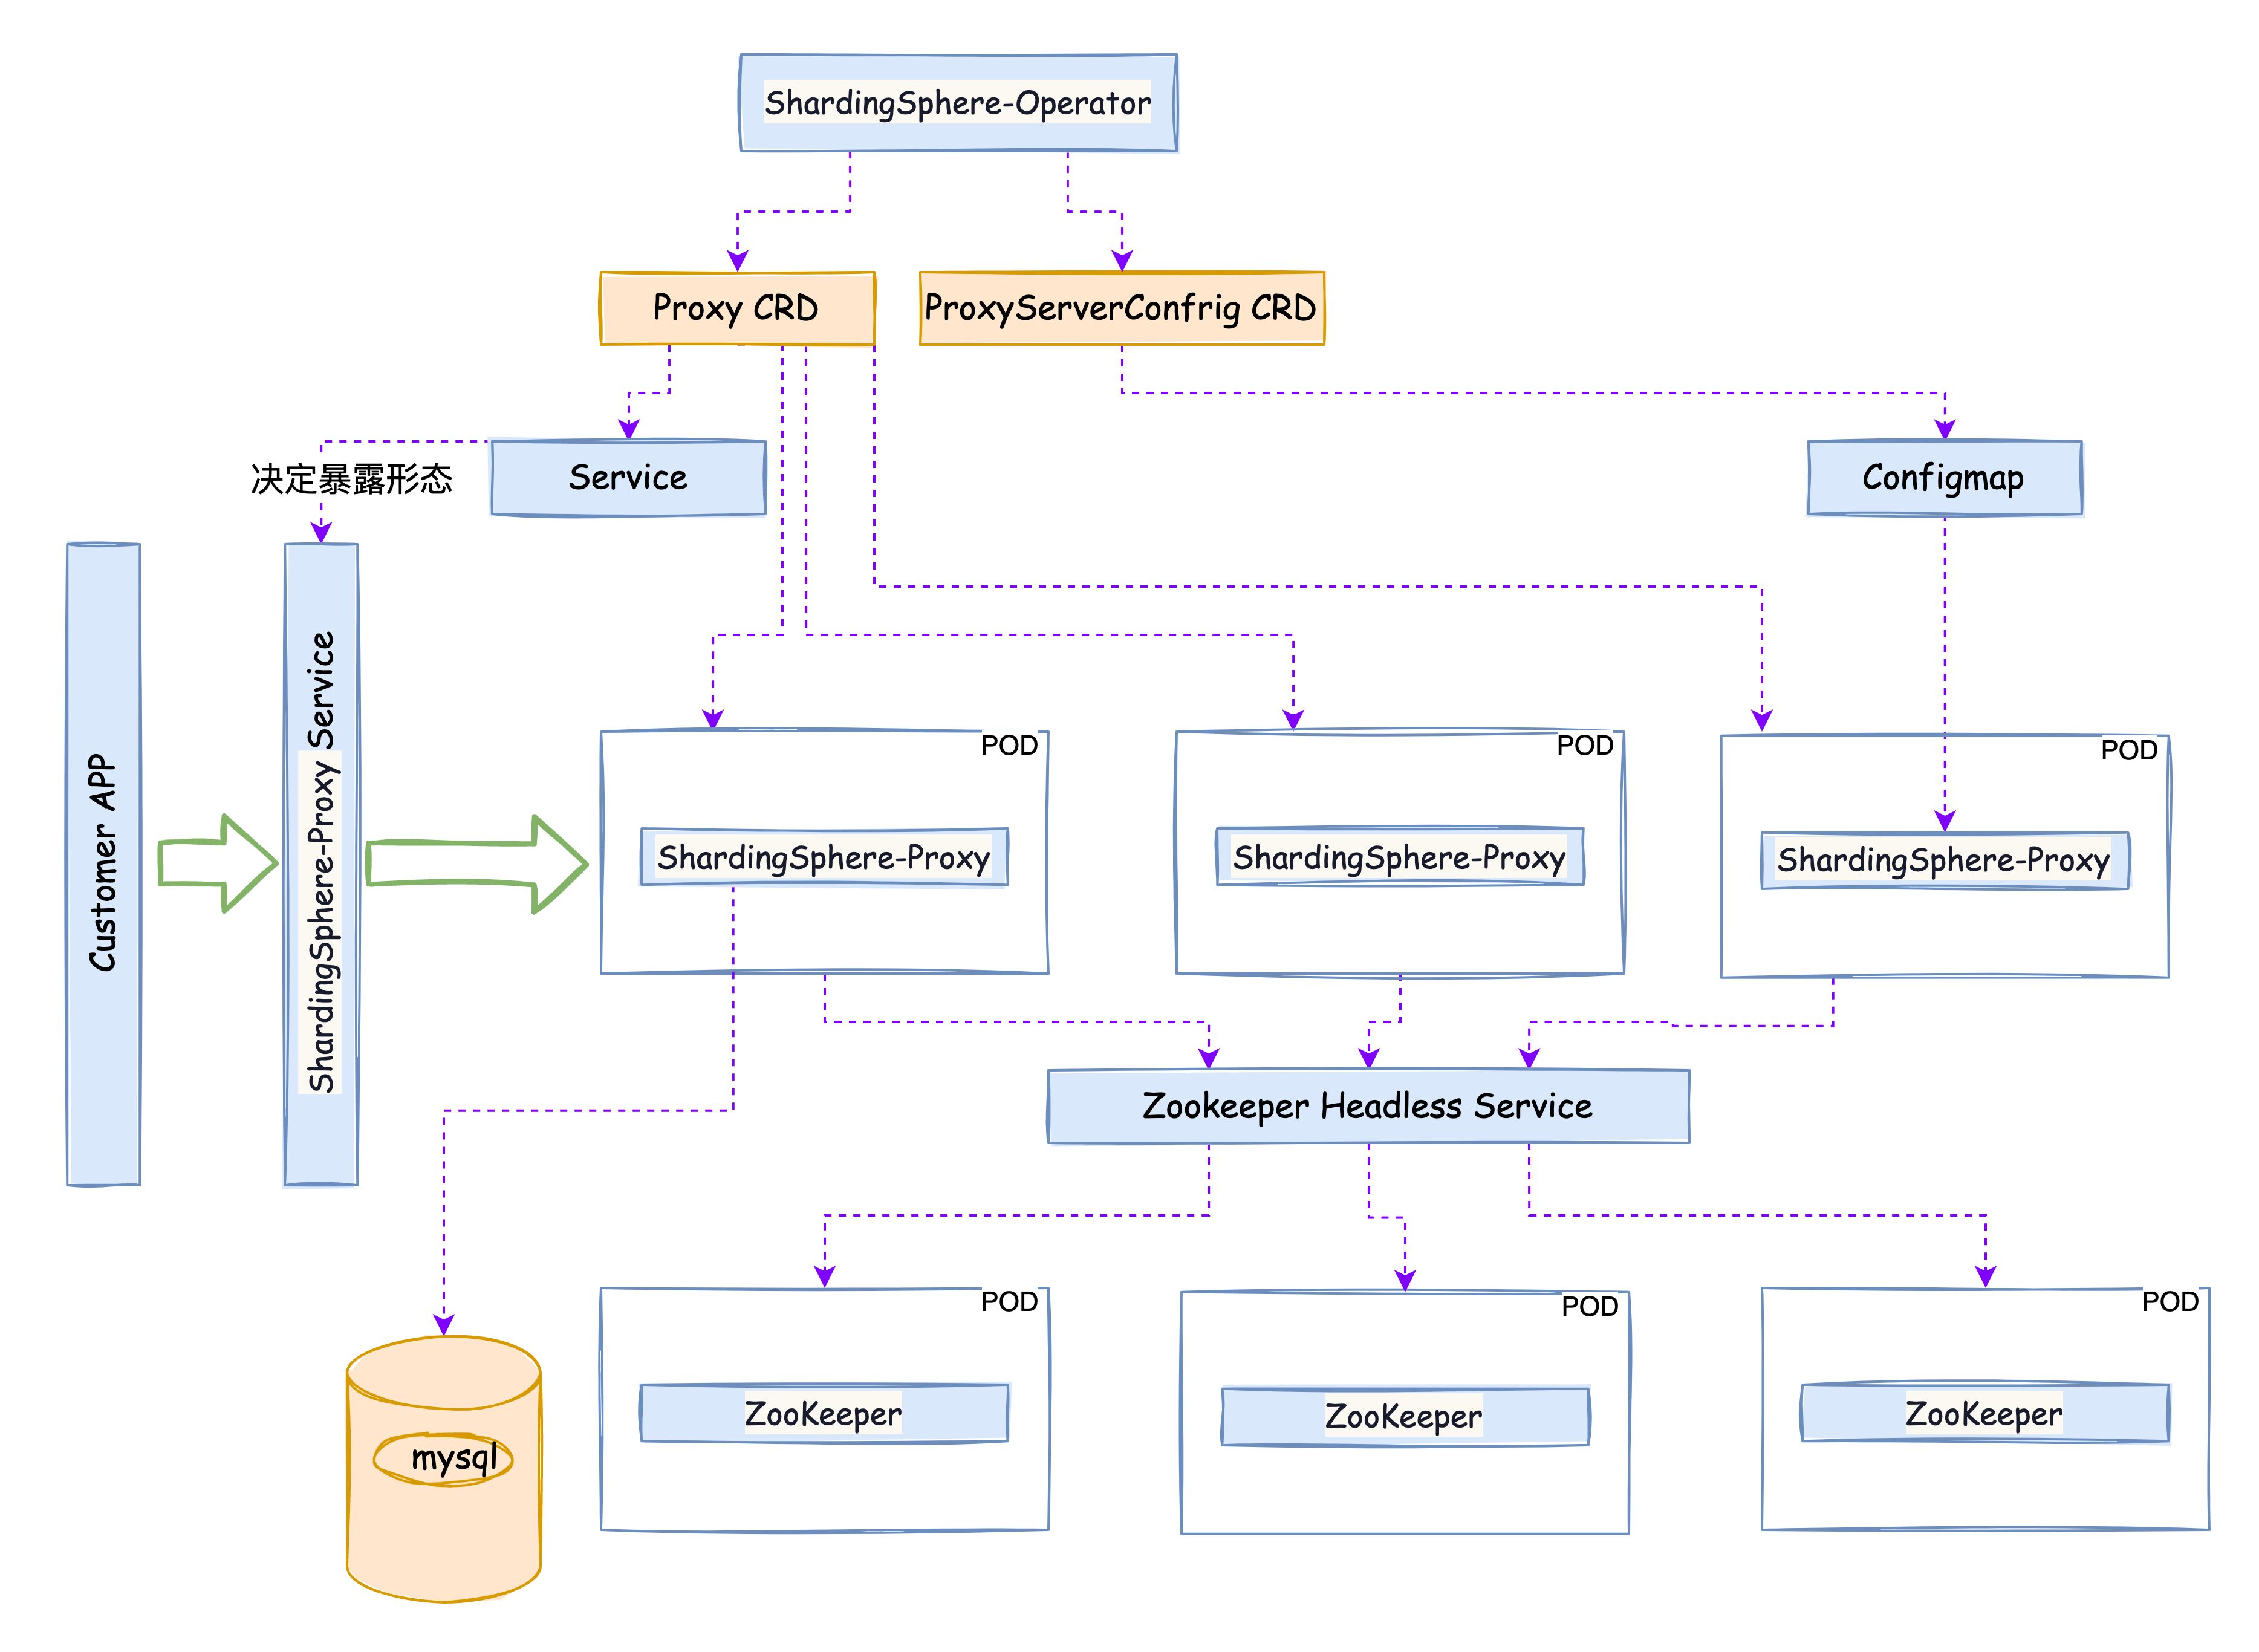 ShardingSphere-Operator
Proxy CRD
ProxyServerConfrig CRD
Service
Configmap
决定暴露形态
Customer APP
ShardingSphere-Proxy Service
POD
ShardingSphere-Proxy
POD
ShardingSphere-Proxy
POD
ShardingSphere-Proxy
Zookeeper Headless Service
POD
ZooKeeper
POD
ZooKeeper
POD
ZooKeeper
mysql